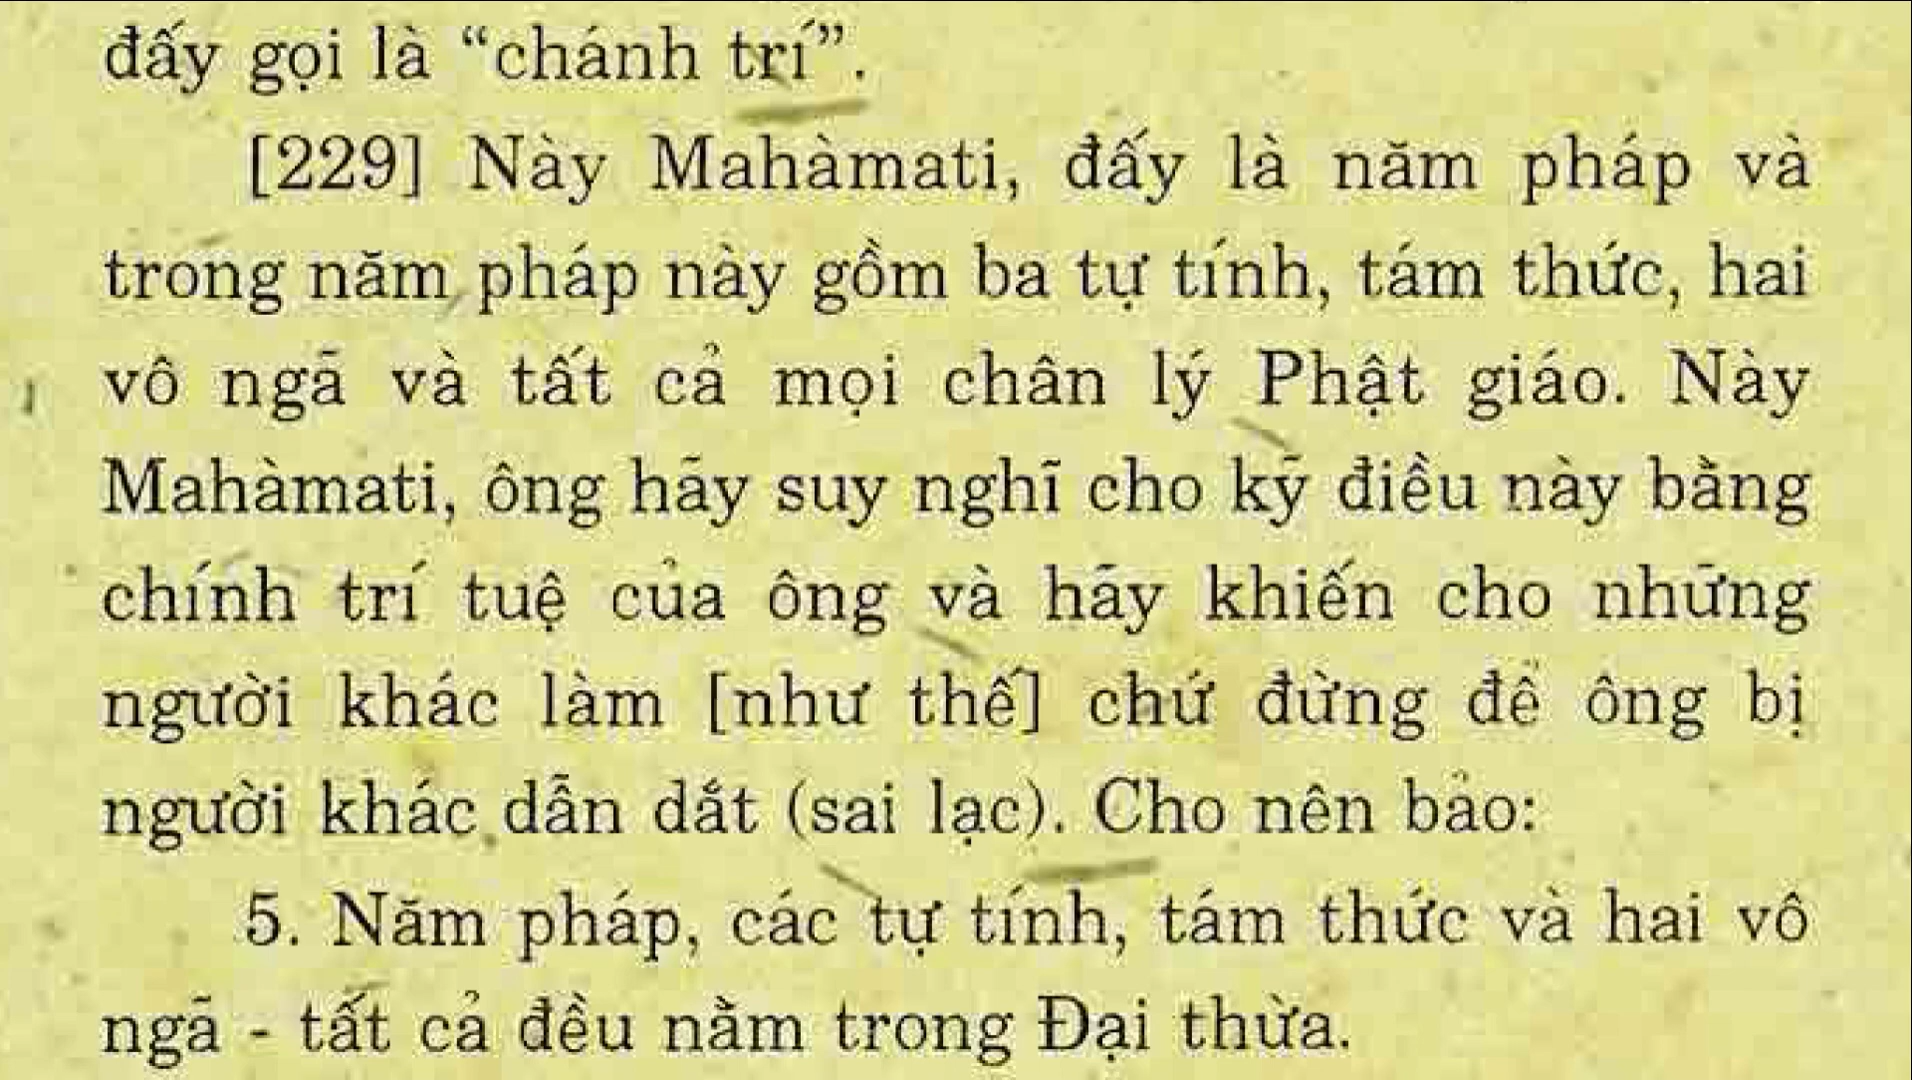 đấy gọi là “chánh trí”.
[229] Này Mahàmati, đấy là năm pháp và
trong năm pháp này gồm ba tự tính, tám thức, hai
vô ngã và tất cả mọi chân lý Phật giáo. Này
Mahàmati, ông hãy suy nghĩ cho kỹ điều này bằng
chính trí tuệ của ông và hãy khiến cho những
người khác làm [như thế] chứ đừng để ông bị
người khác dẫn dắt (sai lạc). Cho nên bảo:
5. Năm pháp, các tự tính, tám thức và hai vô
ngã - tất cả đều nằm trong Đại thừa.